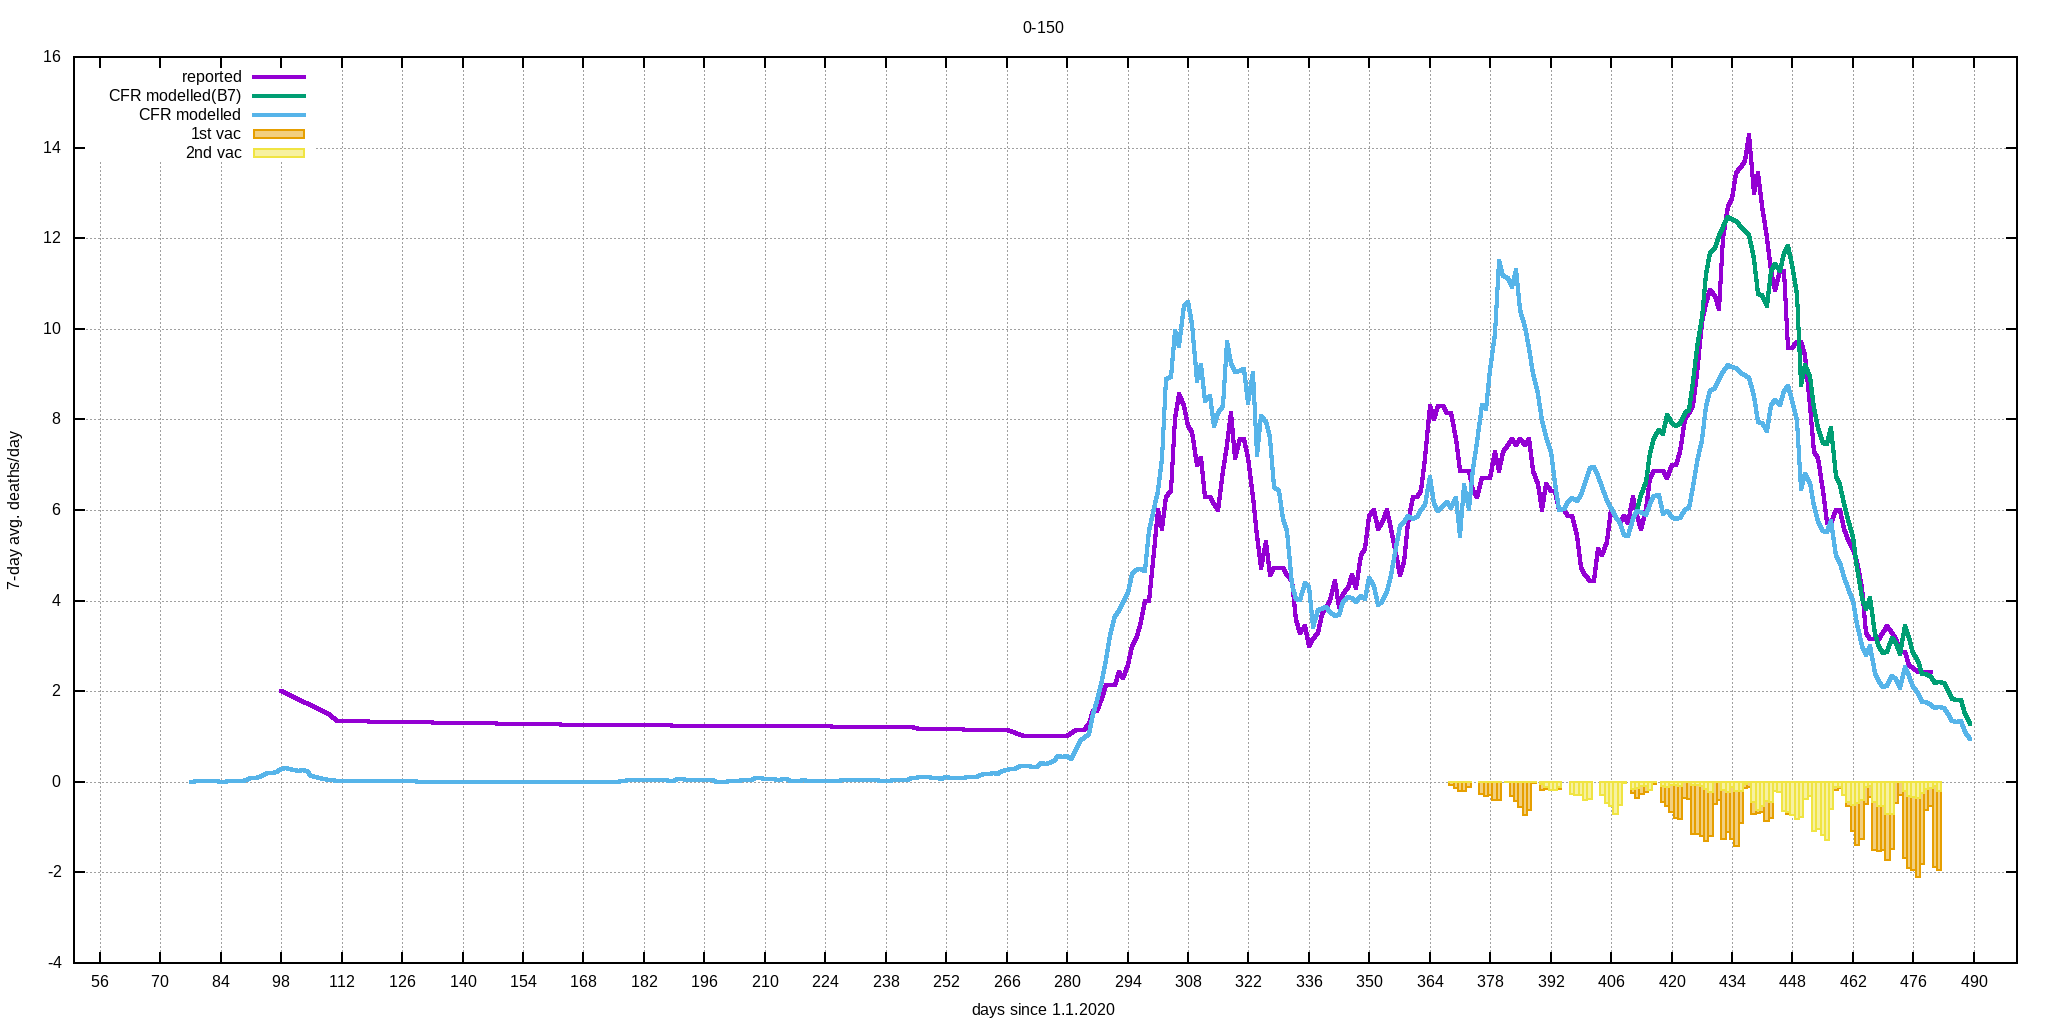 0-150
16
14
12
10
8
6
4
2
0
-2
-4
7-day avg. deaths/day
reported
CFR modelled(B7)
CFR modelled
1st vac
2nd vac
56 70 84 98 112 126 140 154 168 182 196 210 224 238 252 266 280 294 308 322 336 350 364 378 392 406 420 434 448 462 476 490
days since 1.1.2020